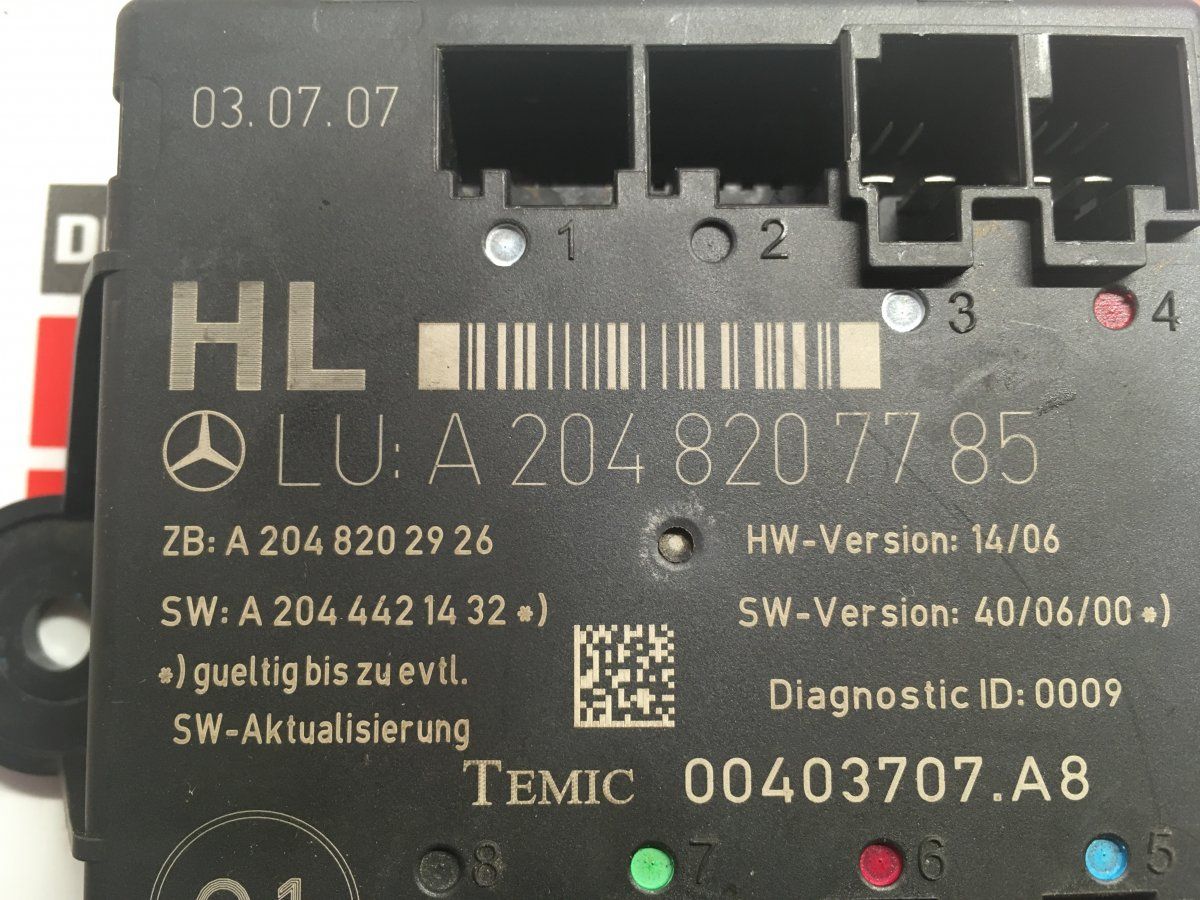 03.07.07
1
2
3
4
HL
LU: A 204 820 77 85
ZB: A 204 820 29 26
HW-Version: 14/06
SW: A 204 442 14 32 *)
SW-Version: 40/06/00 *)
*) gueltig bis zu evtl.
SW-Aktualisierung
Diagnostic ID: 0009
TEMIC 00403707.A8
8
7
6
5